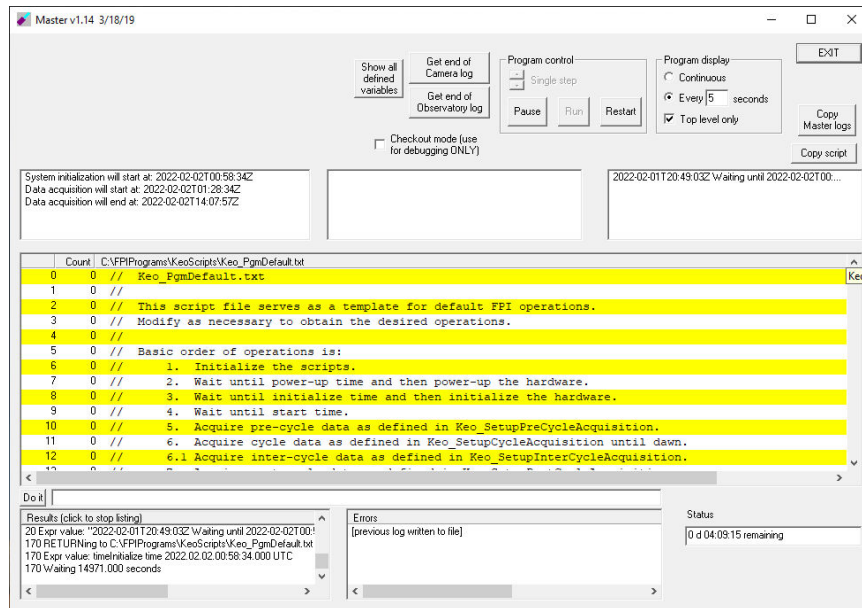 Master v1.14 3/18/19
Show all
defined
variables
Get end of
Camera log
Get end of
Observatory log
Checkout mode (use
for debugging ONLY)
Program control
Single step
Pause
Run
Restart
Program display
Continuous
Every 5 seconds
Top level only
EXIT
Copy
Master logs
Copy script
System initialization will start at: 2022-02-02T00:58:34Z
Data acquisition will start at: 2022-02-02T01:28:34Z
Data acquisition will end at: 2022-02-02T14:07:57Z
2022-02-01T20:49:03Z Waiting until 2022-02-02T00:...
Count C:\FPIPrograms\KeoScripts\Keo_PgmDefault.txt
0 0 // Keo_PgmDefault.txt
Keo
1 0 //
2 0 // This script file serves as a template for default FPI operations.
3 0 // Modify as necessary to obtain the desired operations.
4 0 //
5 0 // Basic order of operations is:
6 0 // 1. Initialize the scripts.
7 0 // 2. Wait until power-up time and then power-up the hardware.
8 0 // 3. Wait until initialize time and then initialize the hardware.
9 0 // 4. Wait until start time.
10 0 // 5. Acquire pre-cycle data as defined in Keo_SetupPreCycleAcquisition.
11 0 // 6. Acquire cycle data as defined in Keo_SetupCycleAcquisition until dawn.
12 0 // 6.1 Acquire inter-cycle data as defined in Keo_SetupInterCycleAcquisition.
Do it
Results (click to stop listing)
20 Expr value: "2022-02-01T20:49:03Z Waiting until 2022-02-02T00:5
170 RETURNing to C:\FPIPrograms\KeoScripts\Keo_PgmDefault.txt
170 Expr value: timeInitialize time 2022.02.02.00:58:34.000 UTC
170 Waiting 14971.000 seconds
Errors
[previous log written to file]
Status
0 d 04:09:15 remaining